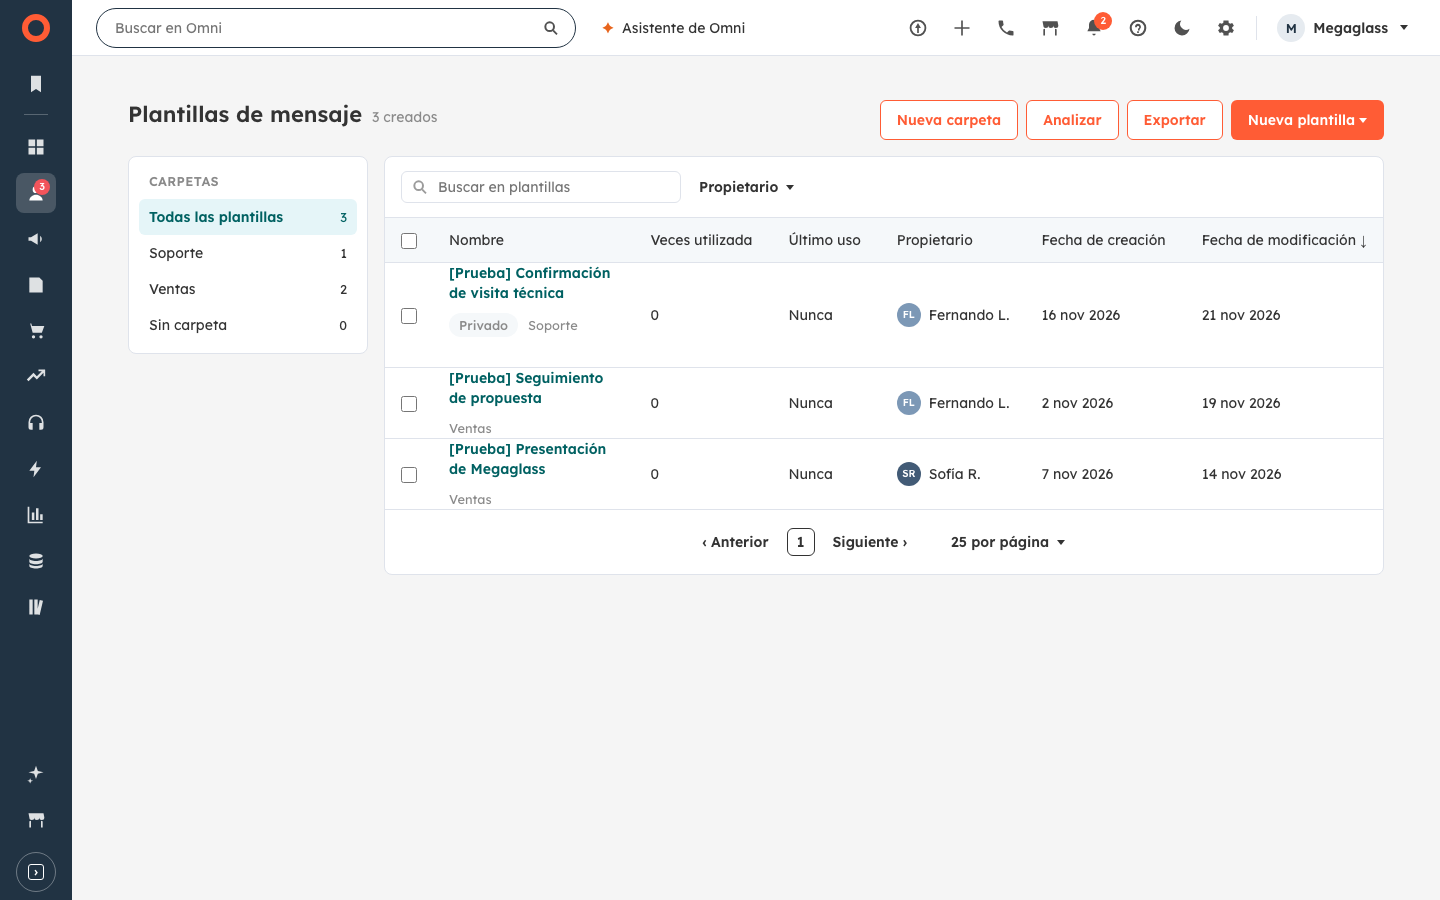 Buscar en Omni
Asistente de Omni
2
M
Megaglass
3
Plantillas de mensaje
3 creados
Nueva carpeta
Analizar
Exportar
Nueva plantilla
CARPETAS
Todas las plantillas 3
Soporte 1
Ventas 2
Sin carpeta 0
Buscar en plantillas
Propietario
Nombre Veces utilizada Último uso Propietario Fecha de creación Fecha de modificación ↓
[Prueba] Confirmación
de visita técnica
Privado Soporte
0 Nunca FL Fernando L. 16 nov 2026 21 nov 2026
[Prueba] Seguimiento
de propuesta
Ventas
0 Nunca FL Fernando L. 2 nov 2026 19 nov 2026
[Prueba] Presentación
de Megaglass
Ventas
0 Nunca SR Sofía R. 7 nov 2026 14 nov 2026
‹ Anterior 1 Siguiente › 25 por página